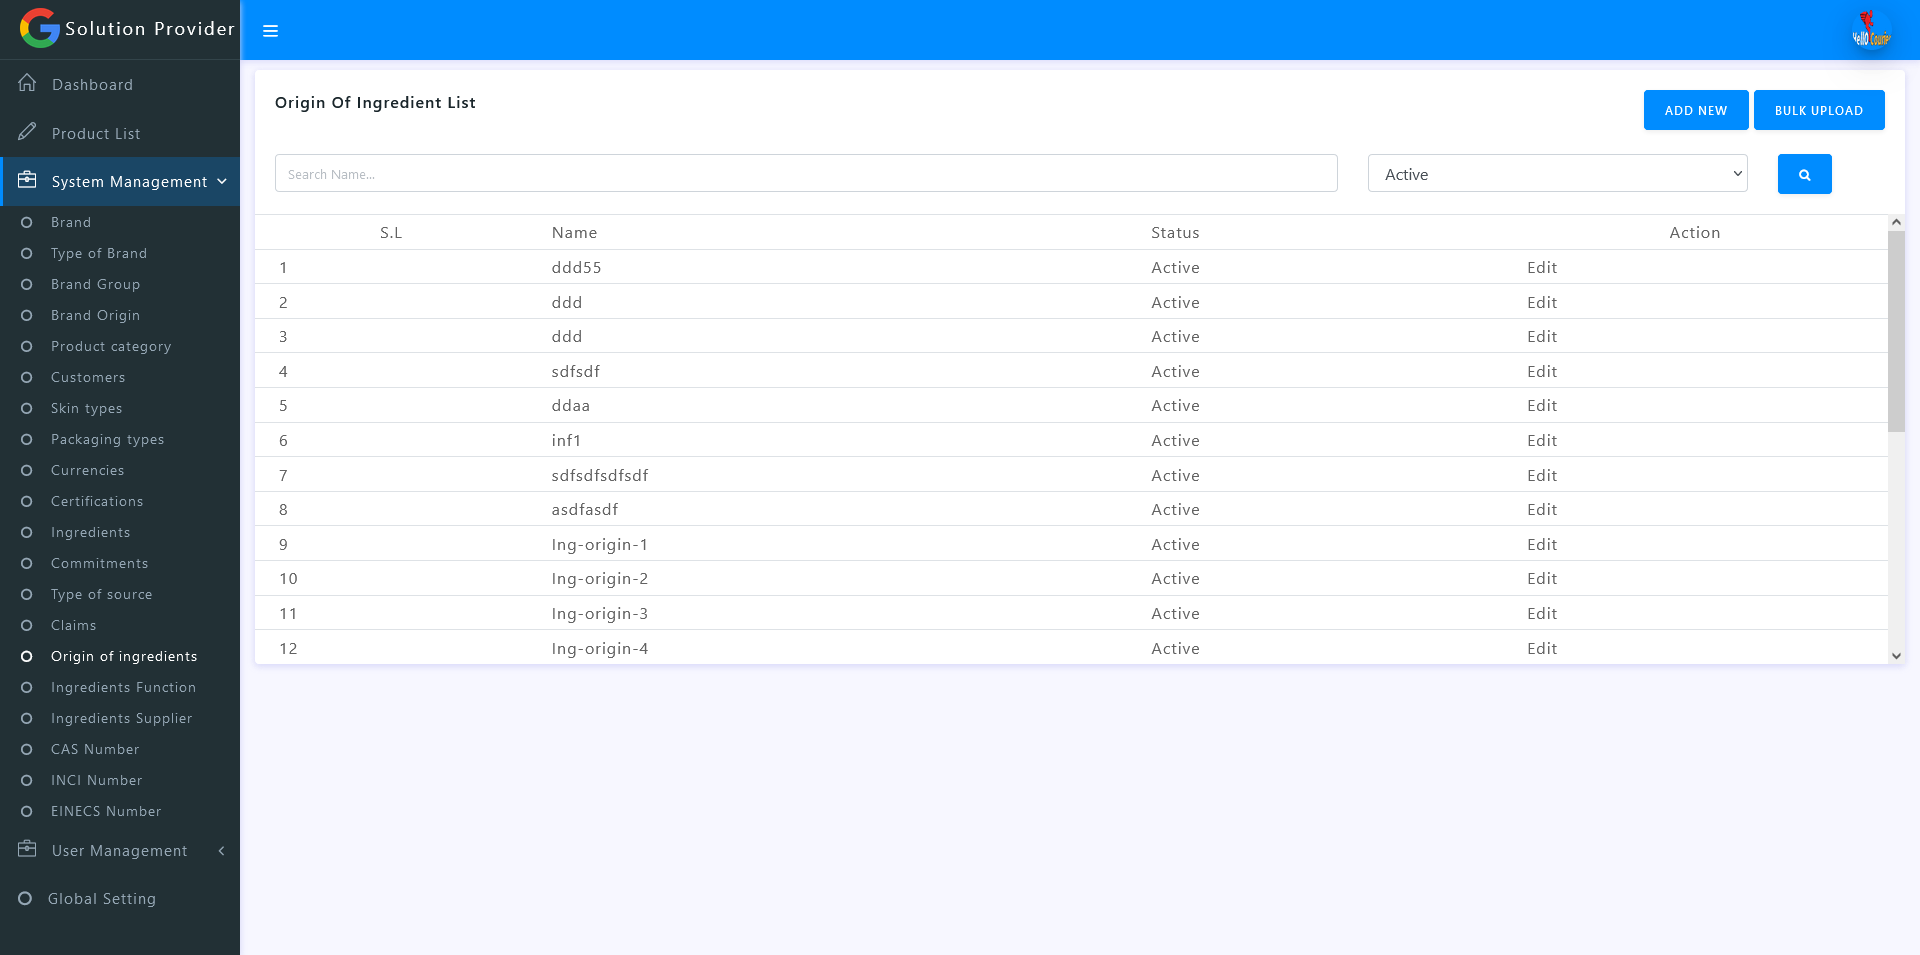 Solution Provider
Dashboard
Product List
System Management
Brand
Type of Brand
Brand Group
Brand Origin
Product category
Customers
Skin types
Packaging types
Currencies
Certifications
Ingredients
Commitments
Type of source
Claims
Origin of ingredients
Ingredients Function
Ingredients Supplier
CAS Number
INCI Number
EINECS Number
User Management
Global Setting
Hello Courier
Origin Of Ingredient List
ADD NEW BULK UPLOAD
Search Name... Active
S.L Name Status Action
1 ddd55 Active Edit
2 ddd Active Edit
3 ddd Active Edit
4 sdfsdf Active Edit
5 ddaa Active Edit
6 inf1 Active Edit
7 sdfsdfsdfsdf Active Edit
8 asdfasdf Active Edit
9 Ing-origin-1 Active Edit
10 Ing-origin-2 Active Edit
11 Ing-origin-3 Active Edit
12 Ing-origin-4 Active Edit